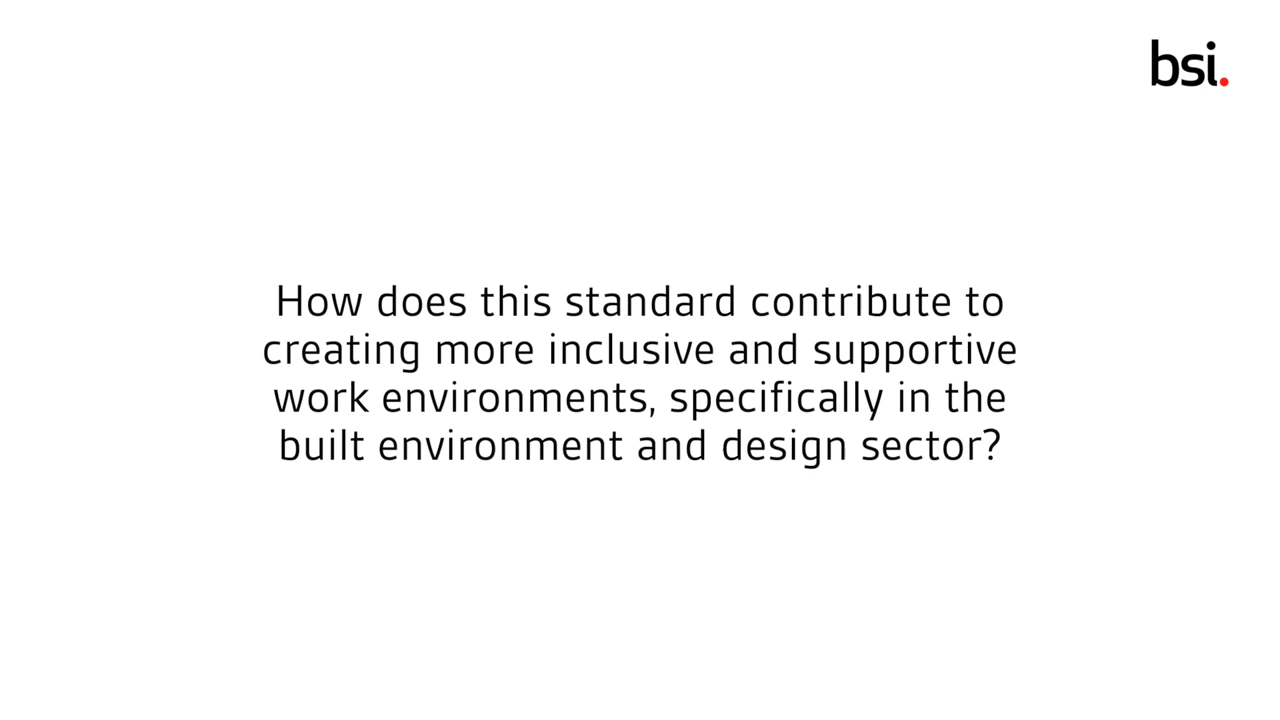 bsi.
How does this standard contribute to
creating more inclusive and supportive
work environments, specifically in the
built environment and design sector?